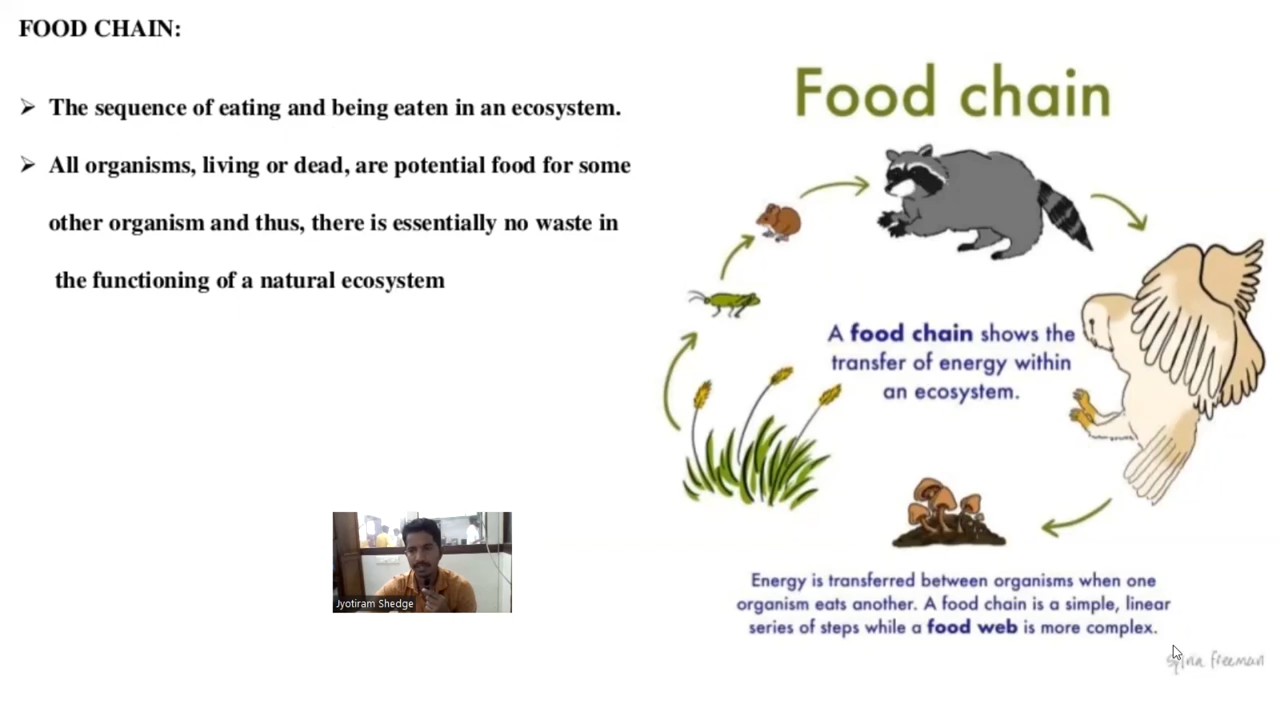 FOOD CHAIN:
➢ The sequence of eating and being eaten in an ecosystem.
➢ All organisms, living or dead, are potential food for some
other organism and thus, there is essentially no waste in
the functioning of a natural ecosystem
Food chain
A food chain shows the
transfer of energy within
an ecosystem.
Energy is transferred between organisms when one
organism eats another. A food chain is a simple, linear
series of steps while a food web is more complex.
freeman
Jyotiram Shedge